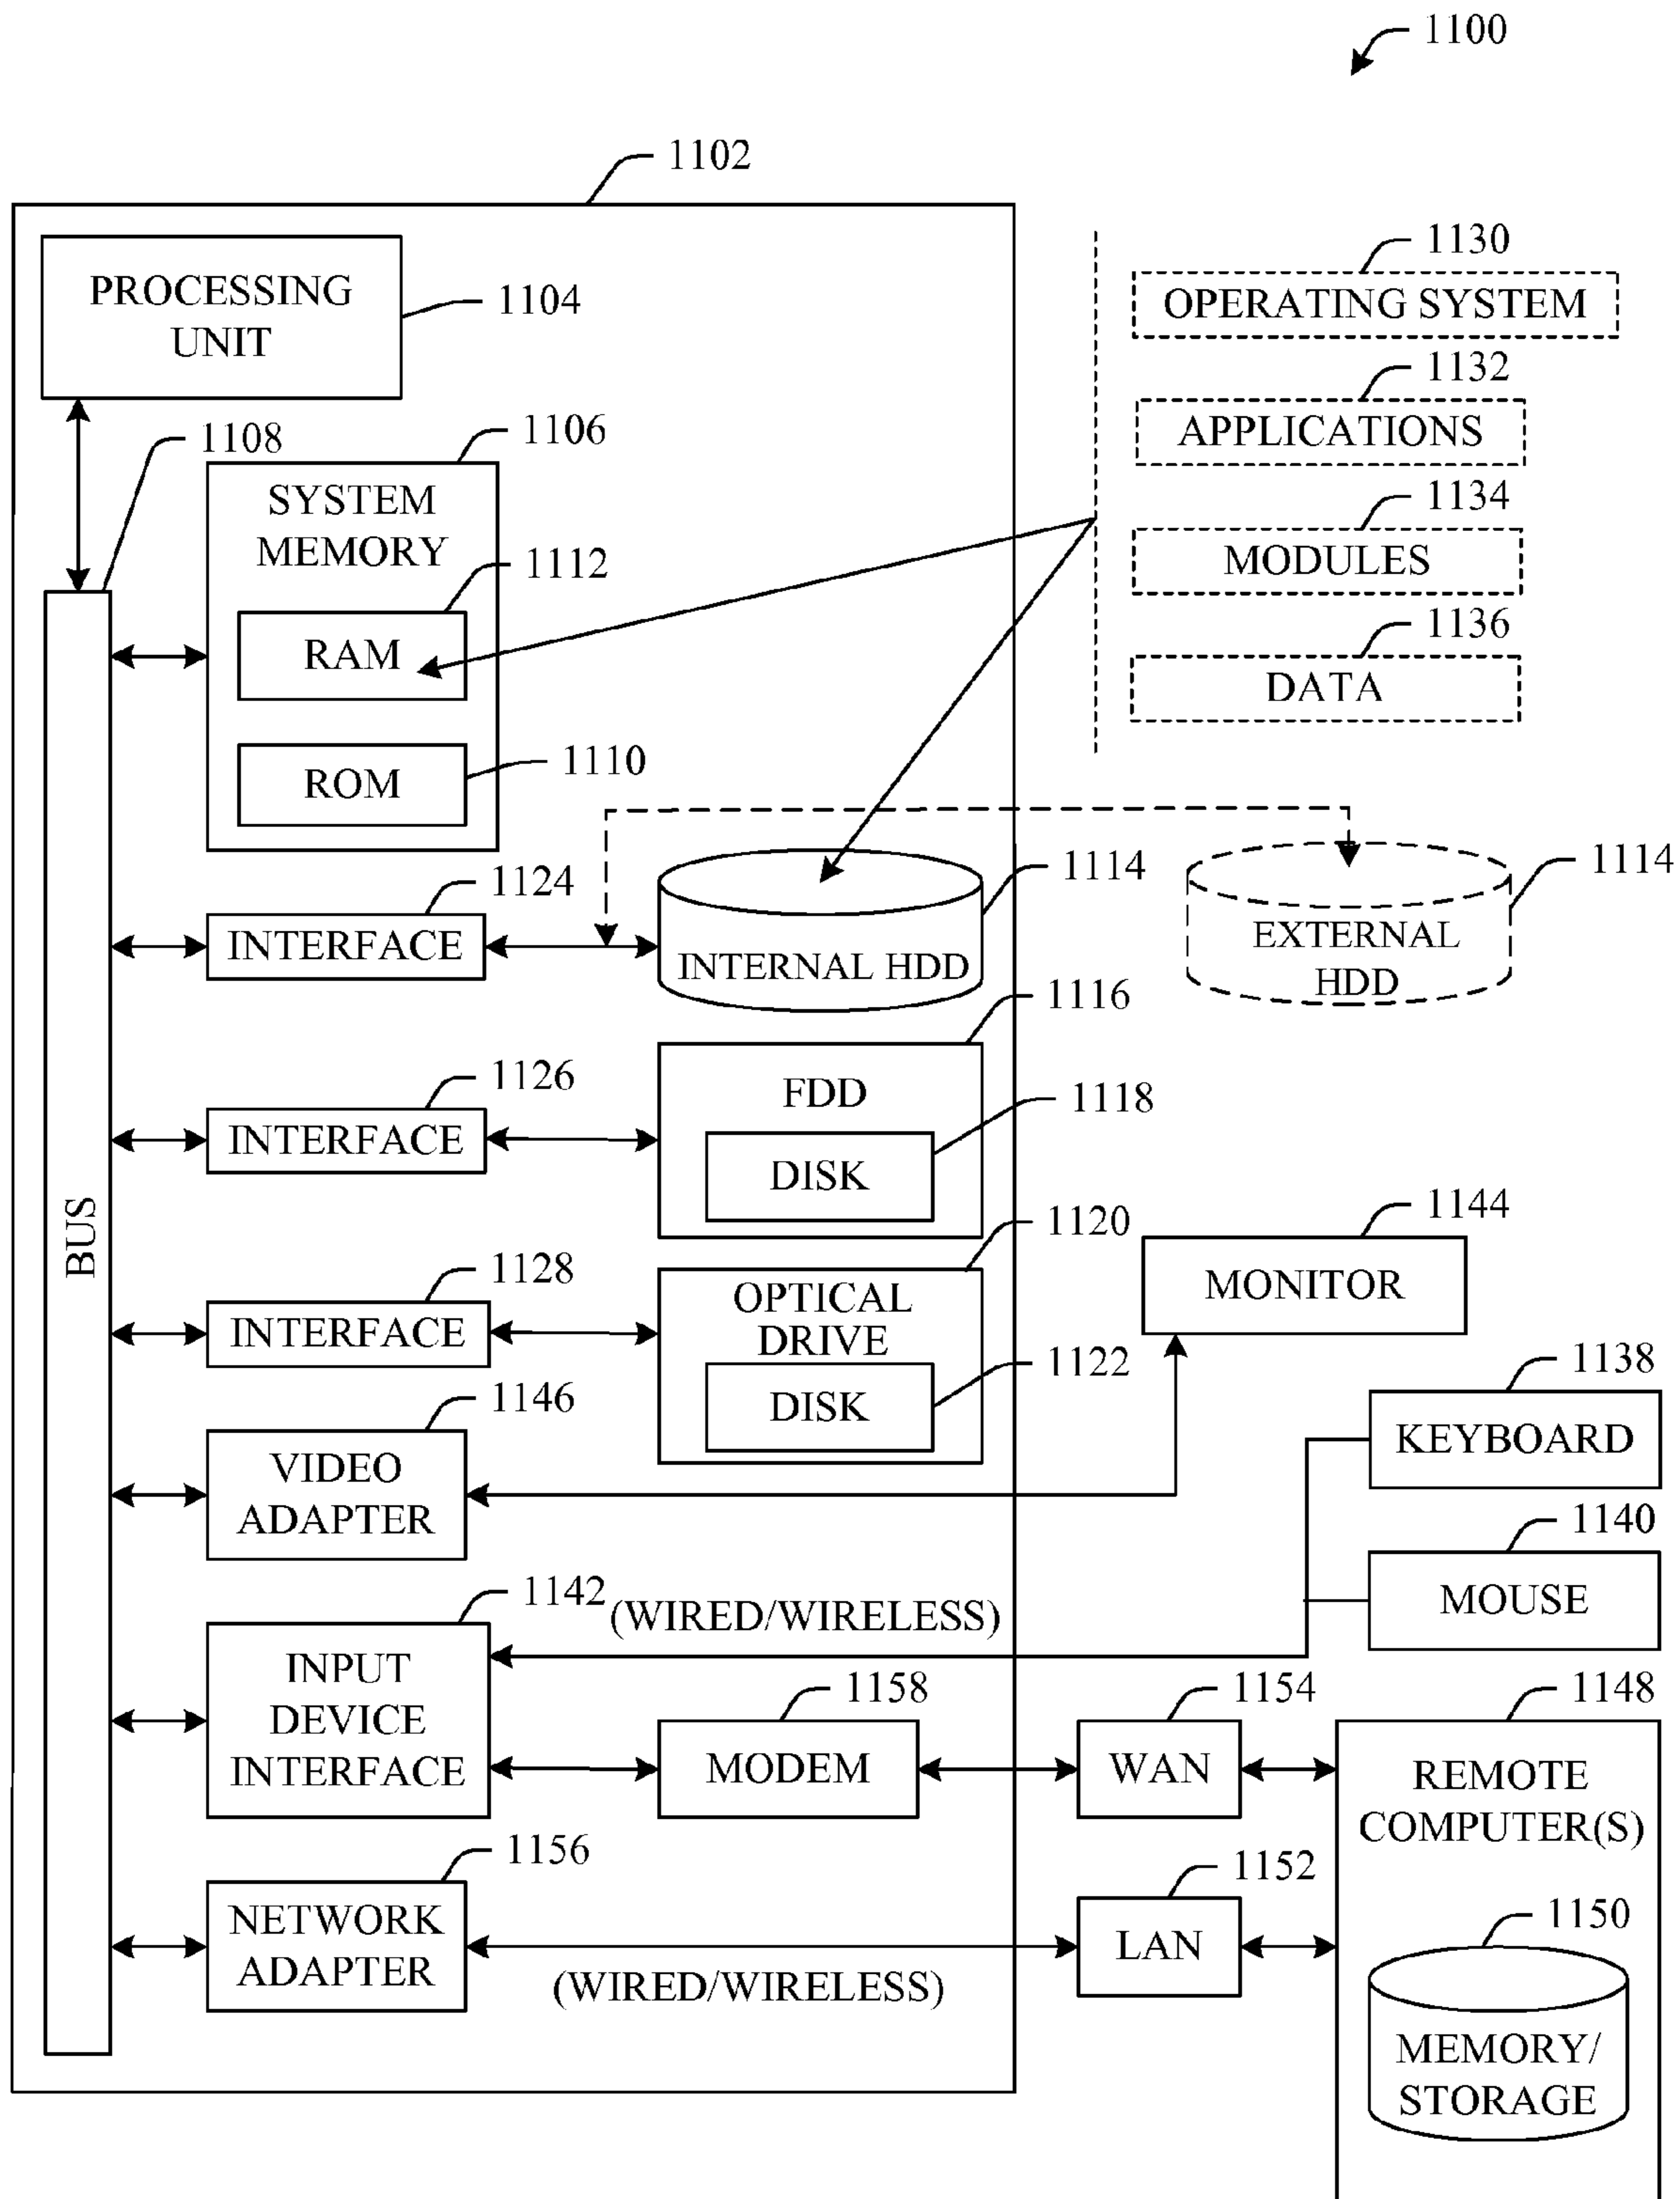 1100
1102
PROCESSING
UNIT
1104
1130
OPERATING SYSTEM
1132
APPLICATIONS
1134
MODULES
1136
DATA
1108
1106
SYSTEM
MEMORY
1112
RAM
1110
ROM
BUS
1124
INTERFACE
1114
INTERNAL HDD
1114
EXTERNAL
HDD
1126
INTERFACE
1116
FDD
1118
DISK
1128
INTERFACE
1120
OPTICAL
DRIVE
1122
DISK
1144
MONITOR
1146
VIDEO
ADAPTER
1138
KEYBOARD
1140
MOUSE
1142
(WIRED/WIRELESS)
INPUT
DEVICE
INTERFACE
1158
MODEM
1154
WAN
1148
REMOTE
COMPUTER(S)
1156
NETWORK
ADAPTER
(WIRED/WIRELESS)
1152
LAN
1150
MEMORY/
STORAGE